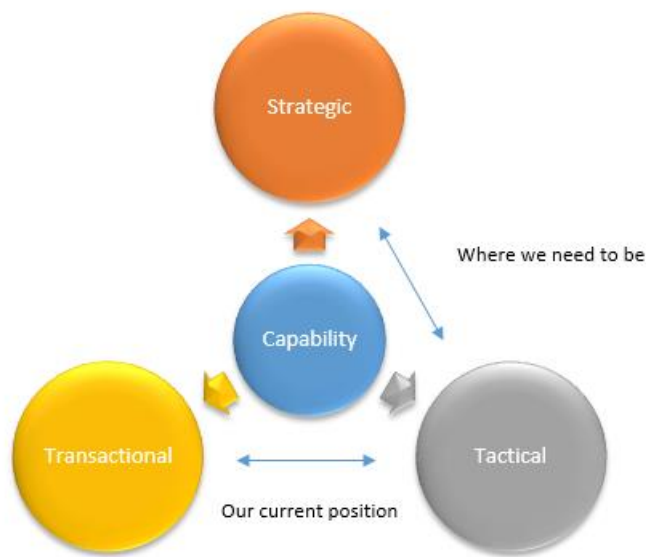 Strategic
Where we need to be
Capability
Transactional
Tactical
Our current position